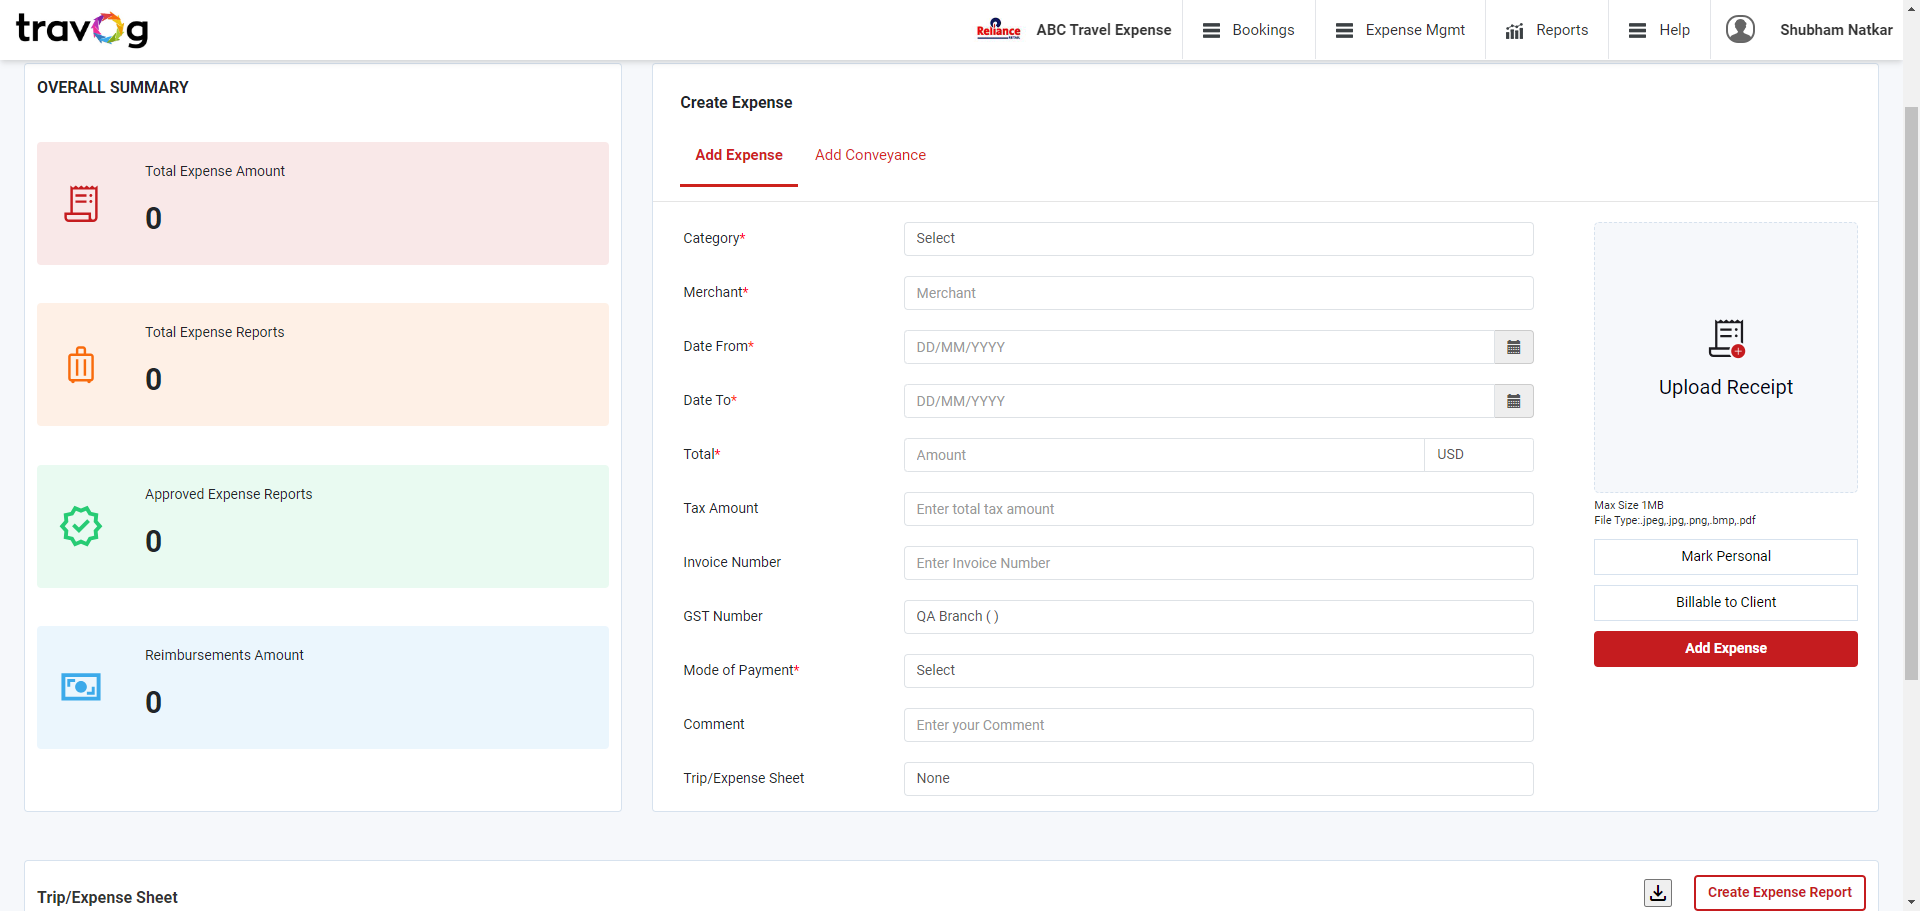 travog
Reliance
ABC Travel Expense
Bookings
Expense Mgmt
Reports
Help
Shubham Natkar
OVERALL SUMMARY
Total Expense Amount
0
Total Expense Reports
0
Approved Expense Reports
0
Reimbursements Amount
0
Create Expense
Add Expense
Add Conveyance
Category*
Select
Merchant*
Merchant
Date From*
DD/MM/YYYY
Date To*
DD/MM/YYYY
Total*
Amount
USD
Tax Amount
Enter total tax amount
Invoice Number
Enter Invoice Number
GST Number
QA Branch ( )
Mode of Payment*
Select
Comment
Enter your Comment
Trip/Expense Sheet
None
Upload Receipt
Max Size 1MB
File Type:.jpeg,.jpg,.png,.bmp,.pdf
Mark Personal
Billable to Client
Add Expense
Trip/Expense Sheet
Create Expense Report